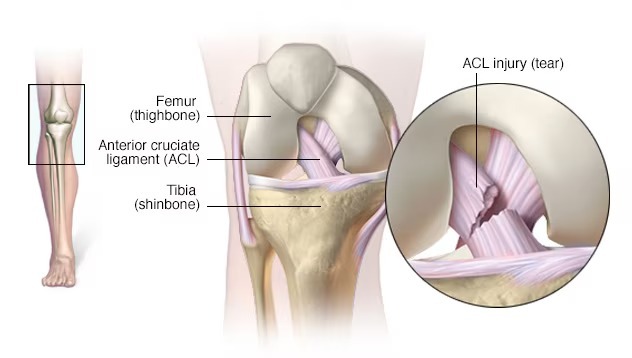 ACL injury (tear)
Femur
(thighbone)
Anterior cruciate
ligament (ACL)
Tibia
(shinbone)